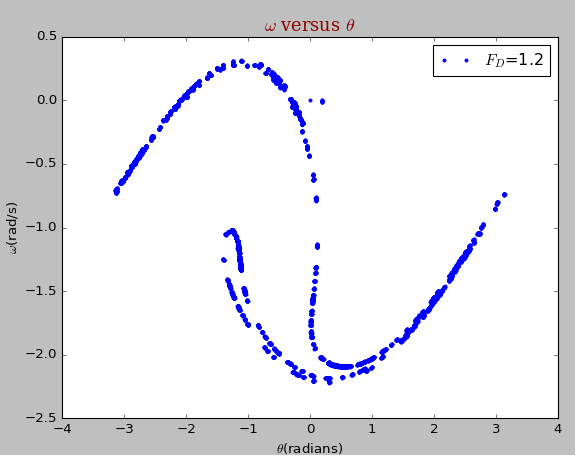 ω versus θ
F_D=1.2
0.5
0.0
−0.5
−1.0
−1.5
−2.0
−2.5
ω(rad/s)
−4 −3 −2 −1 0 1 2 3 4
θ(radians)